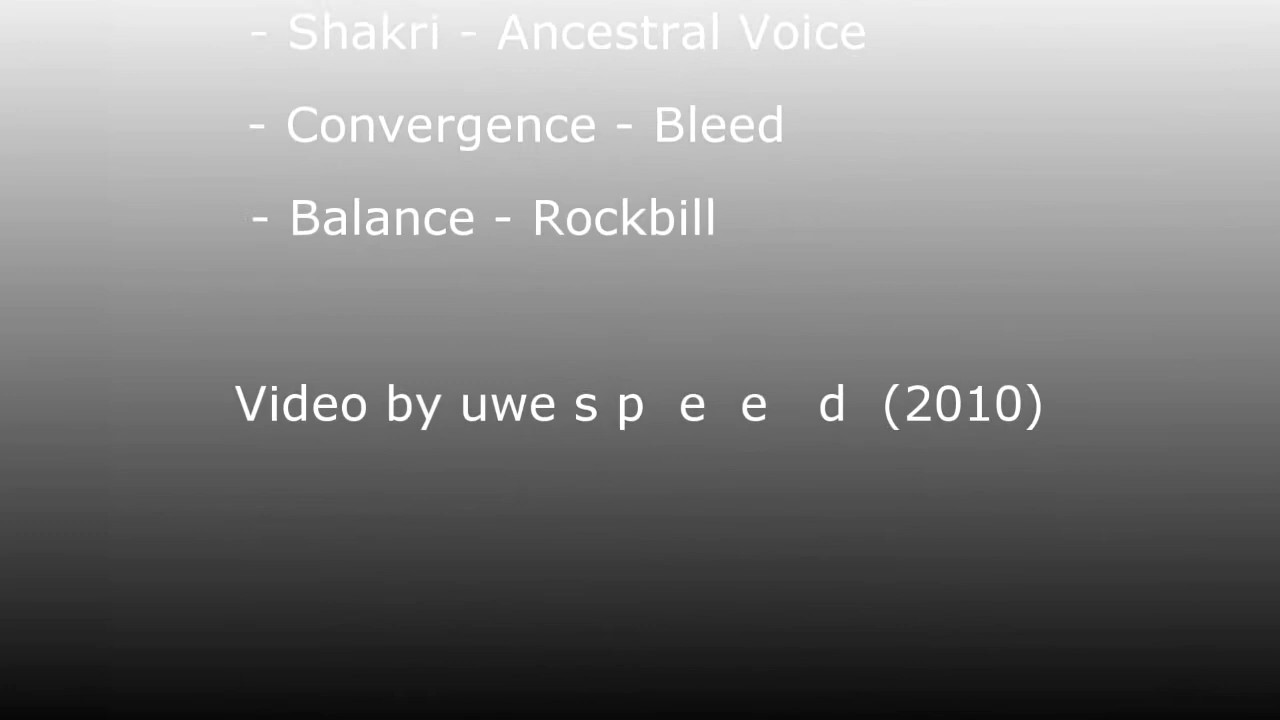 - Shakri - Ancestral Voice
- Convergence - Bleed
- Balance - Rockbill
Video by uwe s p e e d (2010)